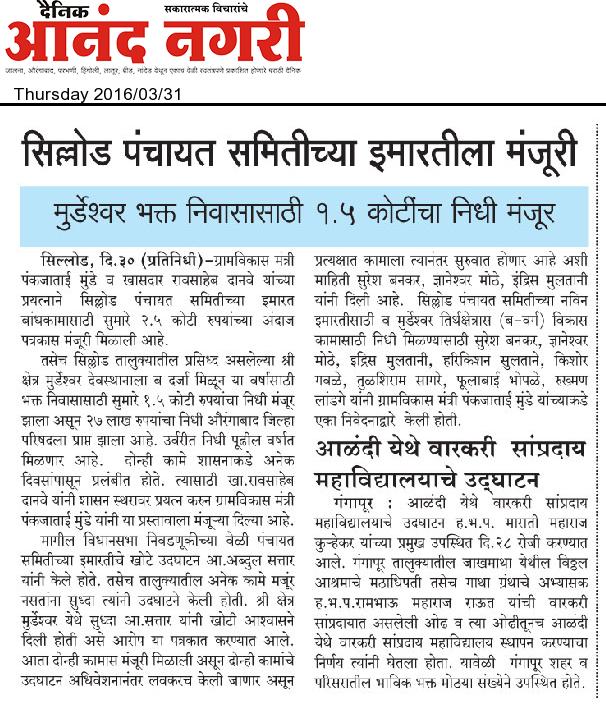 दैनिक
सकारात्मक विचारांचे
आनंद नगरी
जालना, औरंगाबाद, परभणी, हिंगोली, लातूर, बीड, नांदेड येथून एकाच वेळी स्वतंत्रपणे प्रकाशित होणारे मराठी दैनिक
Thursday 2016/03/31
सिल्लोड पंचायत समितीच्या इमारतीला मंजूरी
मुर्डेश्वर भक्त निवासासाठी १.५ कोटींचा निधी मंजूर
सिल्लोड, दि.३० (प्रतिनिधी)–ग्रामविकास मंत्री
पंकजाताई मुंडे व खासदार रावसाहेब दानवे यांच्या
प्रयत्नाने सिल्लोड पंचायत समितीच्या इमारत
बांधकामासाठी सुमारे २.५ कोटी रुपयांच्या अंदाज
पत्रकास मंजूरी मिळाली आहे.
तसेच सिल्लोड तालुक्यातील प्रसिध्द असलेल्या श्री
क्षेत्र मुर्डेश्वर देवस्थानाला ब दर्जा मिळून या वर्षासाठी
भक्त निवासासाठी सुमारे १.५ कोटी रुपयांचा निधी मंजूर
झाला असून २७ लाख रुपयांचा निधी औरंगाबाद जिल्हा
परिषदला प्राप्त झाला आहे. उर्वरीत निधी पूढील वर्षात
मिळणार आहे. दोन्ही कामे शासनाकडे अनेक
दिवसांपासून प्रलंबीत होते. त्यासाठी खा.रावसाहेब
दानवे यांनी शासन स्थरावर प्रयत्न करुन ग्रामविकास मंत्री
पंकजाताई मुंडे यांनी या प्रस्तावाला मंजूऱ्या दिल्या आहे.
मागील विधानसभा निवडणूकीच्या वेळी पंचायत
समितीच्या इमारतीचे खोटे उदघाटन आ.अब्दुल सत्तार
यांनी केले होते. तसेच तालुक्यातील अनेक कामे मजूंर
नसतांना सुध्दा त्यांनी उदघाटने केली होती. श्री क्षेत्र
मुर्डेश्वर येथे सुध्दा आ.सत्तार यांनी खोटी आश्वासने
दिली होती असे आरोप या पत्रकात करण्यात आले.
आता दोन्ही कामास मंजूरी मिळाली असून दोन्ही कामांचे
उदघाटन अधिवेशनानंतर लवकरच केली जाणार असून
प्रत्यक्षात कामाला त्यानंतर सुरुवात होणार आहे अशी
माहिती सुरेश बनकर, ज्ञानेश्वर मोठे, इंद्रिस मुलतानी
यांनी दिली आहे. सिल्लोड पंचायत समितीच्या नविन
इमारतीसाठी व मुर्डेश्वर तिर्थक्षेत्रास (ब–वर्ग) विकास
कामासाठी निधी मिळण्यासाठी सुरेश बनकर, ज्ञानेश्वर
मोठे, इद्रिस मुलतानी, हरिकिशन सुलताने, किशोर
गवळे, तुळशिराम सागरे, फूलाबाई भोपळे, रुख्मण
लांडगे यांनी ग्रामविकास मंत्री पंकजाताई मुंडे यांच्याकडे
एका निवेदनाद्वारे केली होती.
आळंदी येथे वारकरी सांप्रदाय
महाविद्यालयाचे उद्घाटन
गंगापूर : आळंदी येथे वारकरी सांप्रदाय
महाविद्यालयाचे उदघाटन ह.भ.प. मारोती महाराज
कुऱ्हेकर यांच्या प्रमुख उपस्थित दि.२८ रोजी करण्यात
आले. गंगापूर तालुक्यातील जाखमाथा येथील विठ्ठल
आश्रमाचे मठाधिपती तसेच गाथा ग्रंथाचे अभ्यासक
ह.भ.प.रामभाऊ महाराज राऊत यांची वारकरी
सांप्रदायात असलेली ओढ व त्या ओढीतूनच आळंदी
येथे वारकरी सांप्रदाय महाविद्यालय स्थापन करण्याचा
निर्णय त्यांनी घेतला होता. यावेळी गंगापूर शहर व
परिसरातील भाविक भक्त मोठया संख्येने उपस्थित होते.